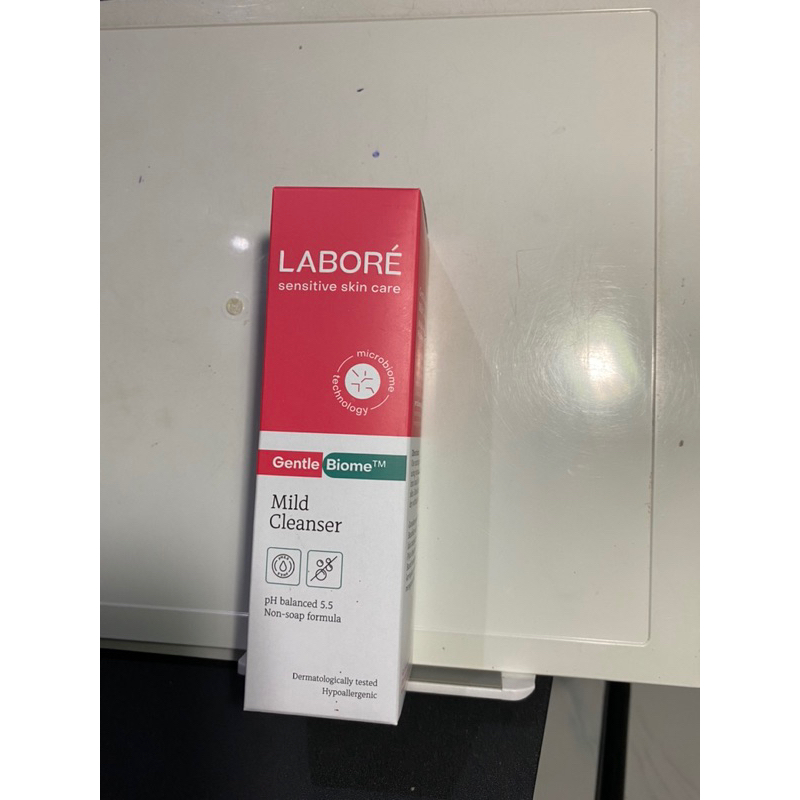 LABORÉ
sensitive skin care
microbiome
technology
Gentle Biome™
Mild
Cleanser
pH balanced 5.5
Non-soap formula
Dermatologically tested
Hypoallergenic